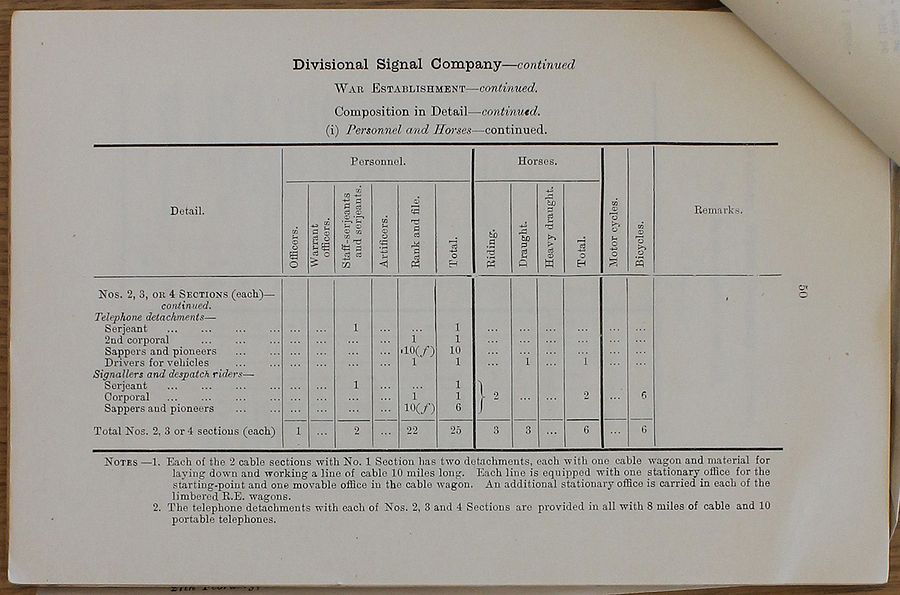 Divisional Signal Company—continued
WAR ESTABLISHMENT—continued.
Composition in Detail—continued.
(i) Personnel and Horses—continued.
Detail. Personnel. Horses. Motor cycles. Bicycles. Remarks.
Officers. Warrant officers. Staff-serjeants and serjeants. Artificers. Rank and file. Total. Riding. Draught. Heavy draught. Total.
NOS. 2, 3, OR 4 SECTIONS (each)—
continued.
Telephone detachments—
Serjeant ... ... ... ... ... ... 1 ... ... 1 ... ... ... ... ... ...
2nd corporal ... ... ... ... ... ... ... 1 1 ... ... ... ... ... ...
Sappers and pioneers ... ... ... ... ... ... 10(f) 10 ... ... ... ... ... ...
Drivers for vehicles ... ... ... ... ... ... 1 1 ... 1 ... 1 ... ...
Signallers and despatch riders—
Serjeant ... ... ... ... ... ... 1 ... ... 1
Corporal ... ... ... ... ... ... ... ... 1 1 } 2 ... ... 2 ... 6
Sappers and pioneers ... ... ... ... ... ... 10(f) 6
Total Nos. 2, 3 or 4 sections (each) 1 ... 2 ... 22 25 3 3 ... 6 ... 6
50
NOTES—1. Each of the 2 cable sections with No. 1 Section has two detachments, each with one cable wagon and material for
laying down and working a line of cable 10 miles long. Each line is equipped with one stationary office for the
starting-point and one movable office in the cable wagon. An additional stationary office is carried in each of the
limbered R.E. wagons.
2. The telephone detachments with each of Nos. 2, 3 and 4 Sections are provided in all with 8 miles of cable and 10
portable telephones.